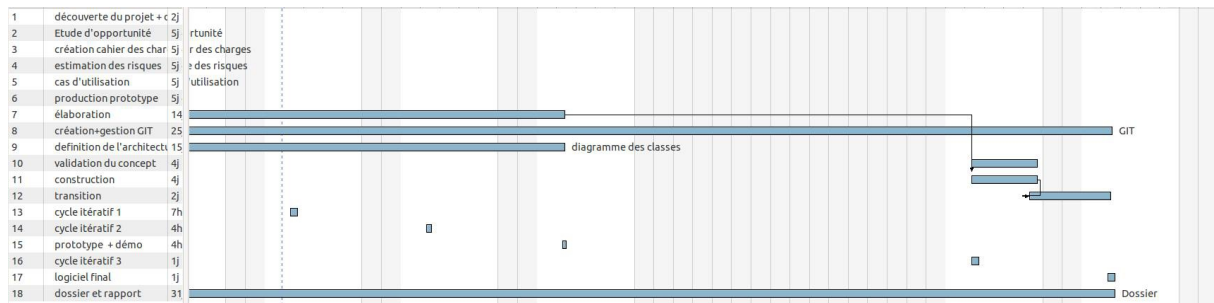 1 découverte du projet + c 2j
2 Etude d'opportunité 5j rtunité
3 création cahier des char 5j r des charges
4 estimation des risques 5j e des risques
5 cas d'utilisation 5j 'utilisation
6 production prototype 5j
7 élaboration 14
8 création+gestion GIT 25 GIT
9 definition de l'architectu 15 diagramme des classes
10 validation du concept 4j
11 construction 4j
12 transition 2j
13 cycle itératif 1 7h
14 cycle itératif 2 4h
15 prototype + démo 4h
16 cycle itératif 3 1j
17 logiciel final 1j
18 dossier et rapport 31 Dossier